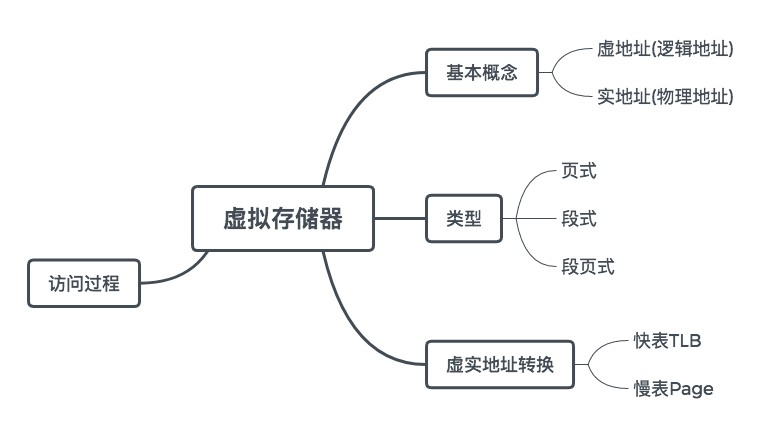 虚拟存储器
基本概念
虚地址(逻辑地址)
实地址(物理地址)
类型
页式
段式
段页式
虚实地址转换
快表TLB
慢表Page
访问过程